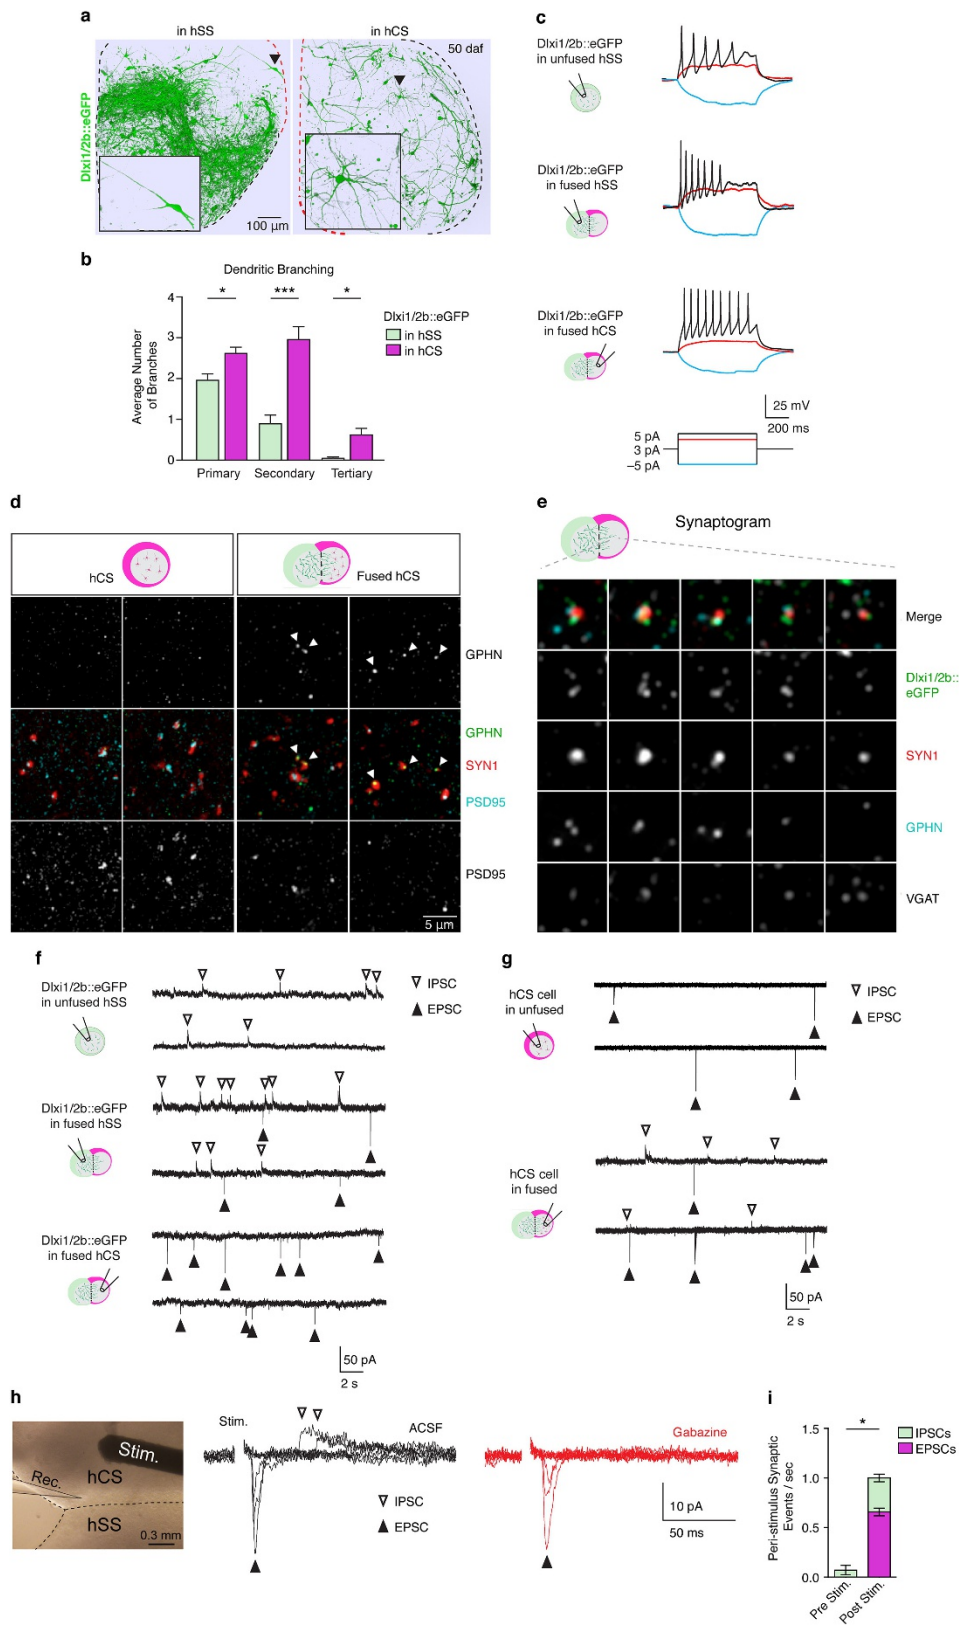 a
in hSS
in hCS
50 daf
Dlxi1/2b::eGFP
100 µm
b
Dendritic Branching
4
3
2
1
0
Average Number
of Branches
*
***
*
Dlxi1/2b::eGFP
in hSS
in hCS
Primary
Secondary
Tertiary
c
Dlxi1/2b::eGFP
in unfused hSS
Dlxi1/2b::eGFP
in fused hSS
Dlxi1/2b::eGFP
in fused hCS
25 mV
200 ms
5 pA
3 pA
–5 pA
d
hCS
Fused hCS
GPHN
GPHN
SYN1
PSD95
PSD95
5 µm
e
Synaptogram
Merge
Dlxi1/2b::
eGFP
SYN1
GPHN
VGAT
f
Dlxi1/2b::eGFP
in unfused hSS
IPSC
EPSC
Dlxi1/2b::eGFP
in fused hSS
Dlxi1/2b::eGFP
in fused hCS
50 pA
2 s
g
hCS cell
in unfused
IPSC
EPSC
hCS cell
in fused
50 pA
2 s
h
Stim.
hCS
Rec.
hSS
0.3 mm
Stim.
ACSF
IPSC
EPSC
Gabazine
10 pA
50 ms
i
1.5
1.0
0.5
0.0
Peri-stimulus Synaptic
Events / sec
*
IPSCs
EPSCs
Pre Stim.
Post Stim.